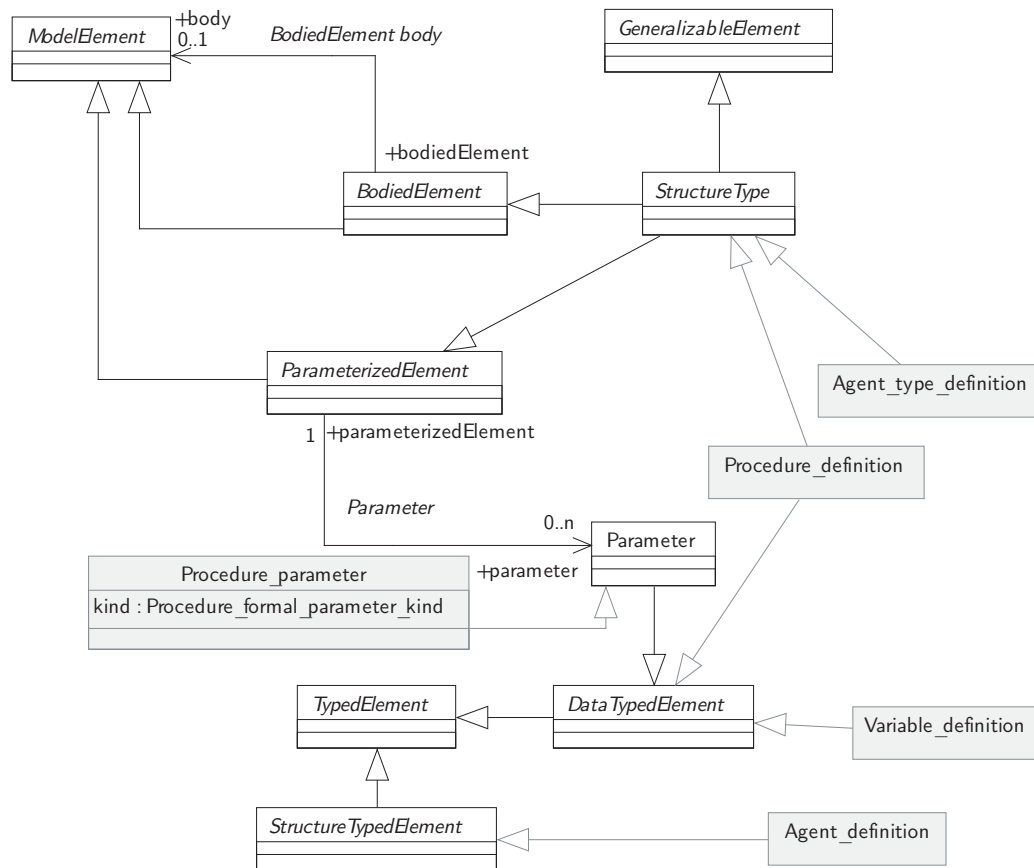 ModelElement
+body
0..1
BodiedElement body
GeneralizableElement
+bodiedElement
BodiedElement
StructureType
ParameterizedElement
Agent_type_definition
1
+parameterizedElement
Procedure_definition
Parameter
0..n
Parameter
Procedure_parameter
+parameter
kind : Procedure_formal_parameter_kind
TypedElement
DataTypedElement
Variable_definition
StructureTypedElement
Agent_definition